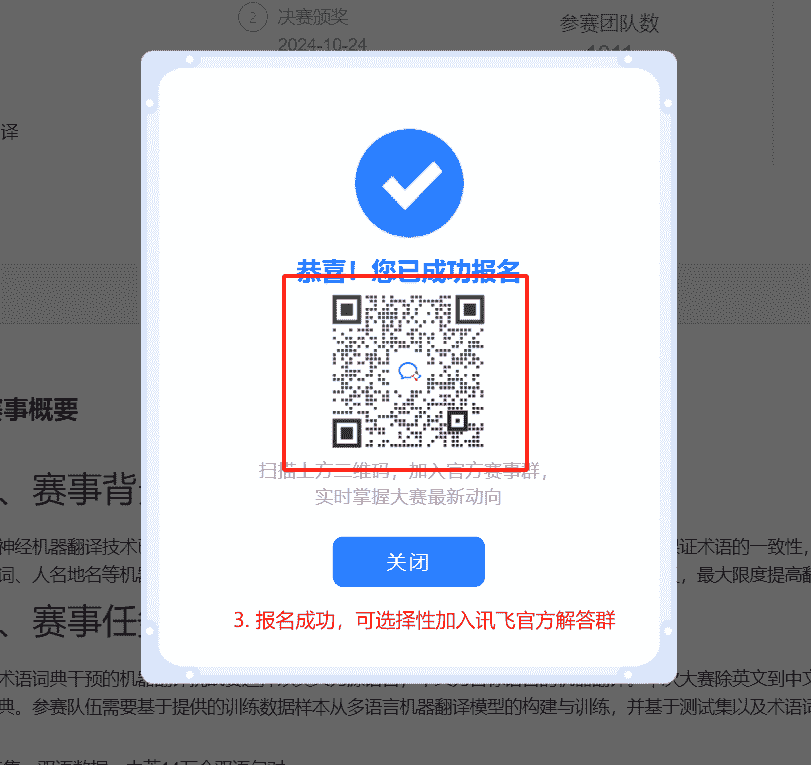 2 决赛颁奖
参赛团队数
2024-10-24
译
恭喜！您已成功报名
扫描上方二维码，加入官方赛事群，
实时掌握大赛最新动向
关闭
3. 报名成功，可选择性加入讯飞官方解答群
事概要
、赛事背
神经机器翻译技术
证术语的一致性，
词、人名地名等机
，最大限度提高翻
、赛事任
术语词典干预的机器翻译
大赛除英文到中文
典。参赛队伍需要基于提供的训练数据样本从多语言机器翻译模型的构建与训练，并基于测试集以及术语词